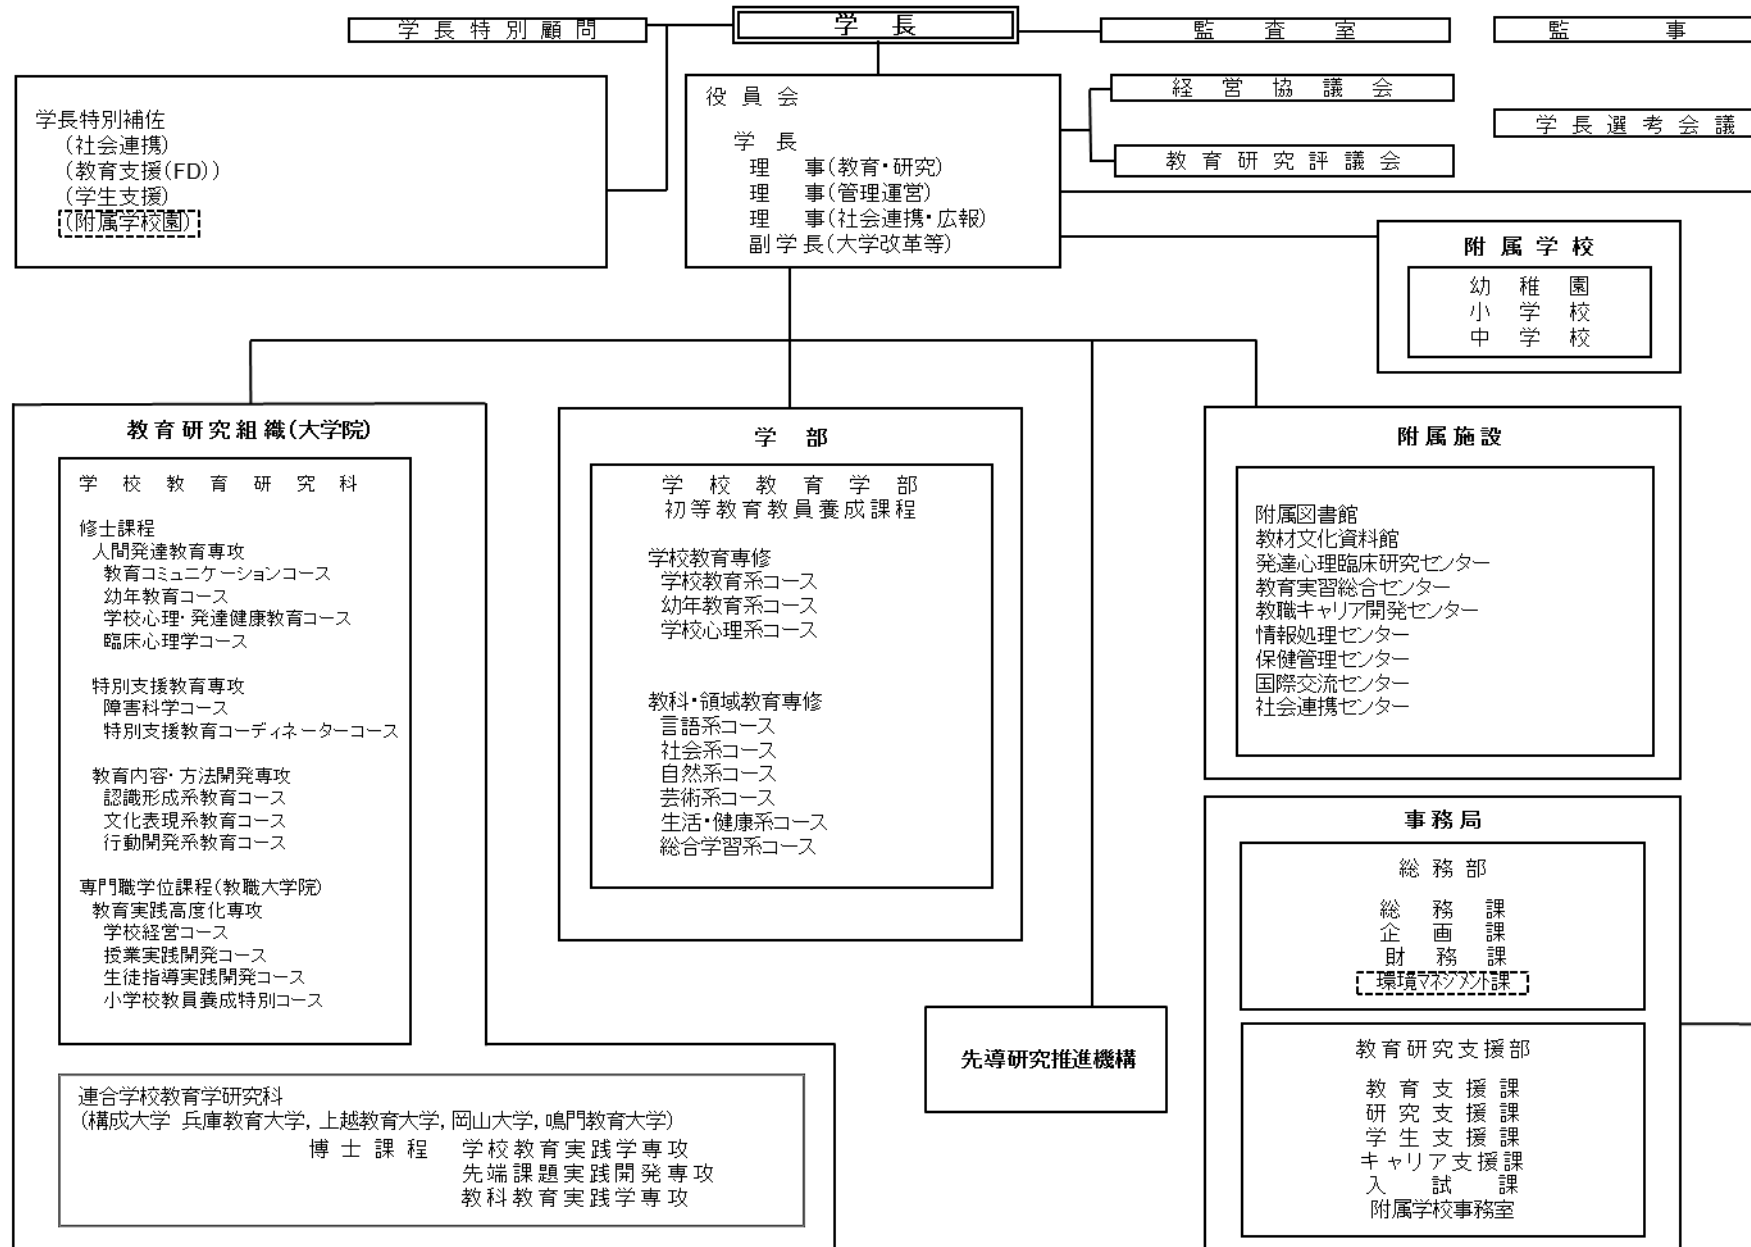 学長特別顧問
学長
監査室
監事
学長特別補佐
(社会連携)
(教育支援(FD))
(学生支援)
(附属学校園)
役員会
学長
理事(教育・研究)
理事(管理運営)
理事(社会連携・広報)
副学長(大学改革等)
経営協議会
教育研究評議会
学長選考会議
附属学校
幼稚園
小学校
中学校
教育研究組織(大学院)
学校教育研究科
修士課程
人間発達教育専攻
教育コミュニケーションコース
幼年教育コース
学校心理・発達健康教育コース
臨床心理学コース
特別支援教育専攻
障害科学コース
特別支援教育コーディネーターコース
教育内容・方法開発専攻
認識形成系教育コース
文化表現系教育コース
行動開発系教育コース
専門職学位課程(教職大学院)
教育実践高度化専攻
学校経営コース
授業実践開発コース
生徒指導実践開発コース
小学校教員養成特別コース
連合学校教育学研究科
(構成大学 兵庫教育大学, 上越教育大学, 岡山大学, 鳴門教育大学)
博士課程 学校教育実践学専攻
先端課題実践開発専攻
教科教育実践学専攻
学部
学校教育学部
初等教育教員養成課程
学校教育専修
学校教育系コース
幼年教育系コース
学校心理系コース
教科・領域教育専修
言語系コース
社会系コース
自然系コース
芸術系コース
生活・健康系コース
総合学習系コース
先導研究推進機構
附属施設
附属図書館
教材文化資料館
発達心理臨床研究センター
教育実習総合センター
教職キャリア開発センター
情報処理センター
保健管理センター
国際交流センター
社会連携センター
事務局
総務部
総務課
企画課
財務課
環境マネジメント課
教育研究支援部
教育支援課
研究支援課
学生支援課
キャリア支援課
入試課
附属学校事務室